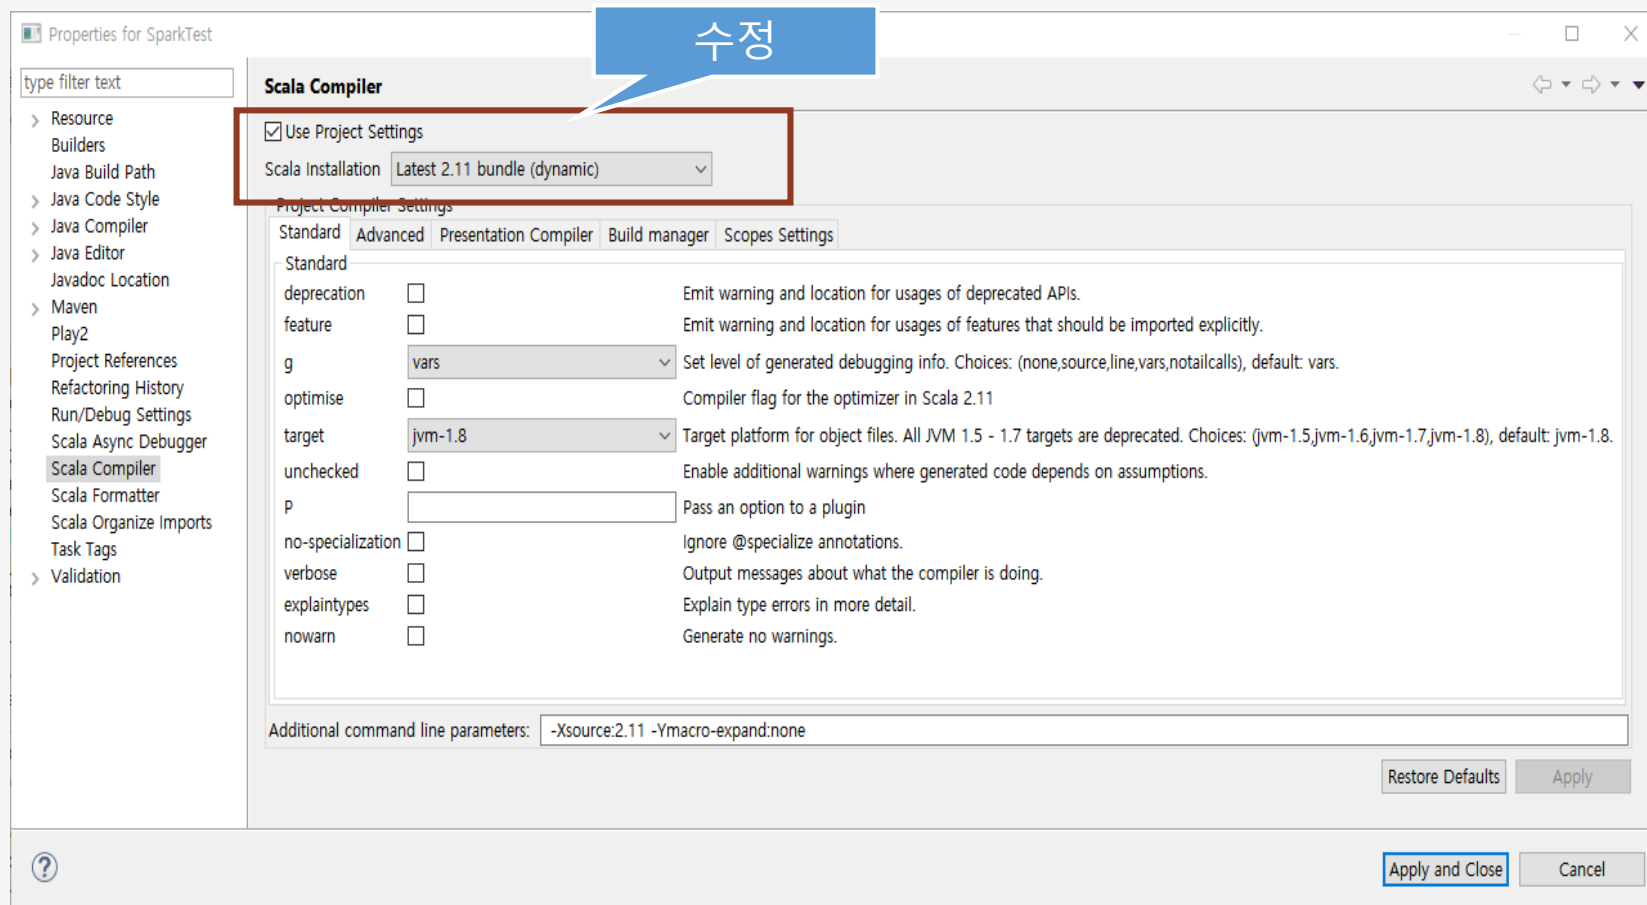 수정
Properties for SparkTest
type filter text
Resource
Builders
Java Build Path
Java Code Style
Java Compiler
Java Editor
Javadoc Location
Maven
Play2
Project References
Refactoring History
Run/Debug Settings
Scala Async Debugger
Scala Compiler
Scala Formatter
Scala Organize Imports
Task Tags
Validation
Scala Compiler
Use Project Settings
Scala Installation Latest 2.11 bundle (dynamic)
Project Compiler Settings
Standard Advanced Presentation Compiler Build manager Scopes Settings
Standard
deprecation Emit warning and location for usages of deprecated APIs.
feature Emit warning and location for usages of features that should be imported explicitly.
g vars Set level of generated debugging info. Choices: (none,source,line,vars,notailcalls), default: vars.
optimise Compiler flag for the optimizer in Scala 2.11
target jvm-1.8 Target platform for object files. All JVM 1.5 - 1.7 targets are deprecated. Choices: (jvm-1.5,jvm-1.6,jvm-1.7,jvm-1.8), default: jvm-1.8.
unchecked Enable additional warnings where generated code depends on assumptions.
P Pass an option to a plugin
no-specialization Ignore @specialize annotations.
verbose Output messages about what the compiler is doing.
explaintypes Explain type errors in more detail.
nowarn Generate no warnings.
Additional command line parameters: -Xsource:2.11 -Ymacro-expand:none
Restore Defaults Apply
? Apply and Close Cancel